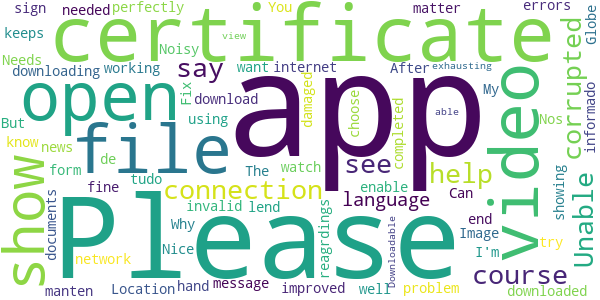 sign needed perfectly matter errors
keeps certificate Globe
Needs Noisy You
say After view exhausting
downloading working internet want
open app video corrupted
download Fix damaged choose
But using completed able
My Nos informado
know news file see help
form watch
show de tudo The enable Can showing
connection language
fine invalid lend end Unable
documents Please Why reagrdings Downloadable
Image try
network Nice I'm
message improved well course
manten Location hand problem downloaded